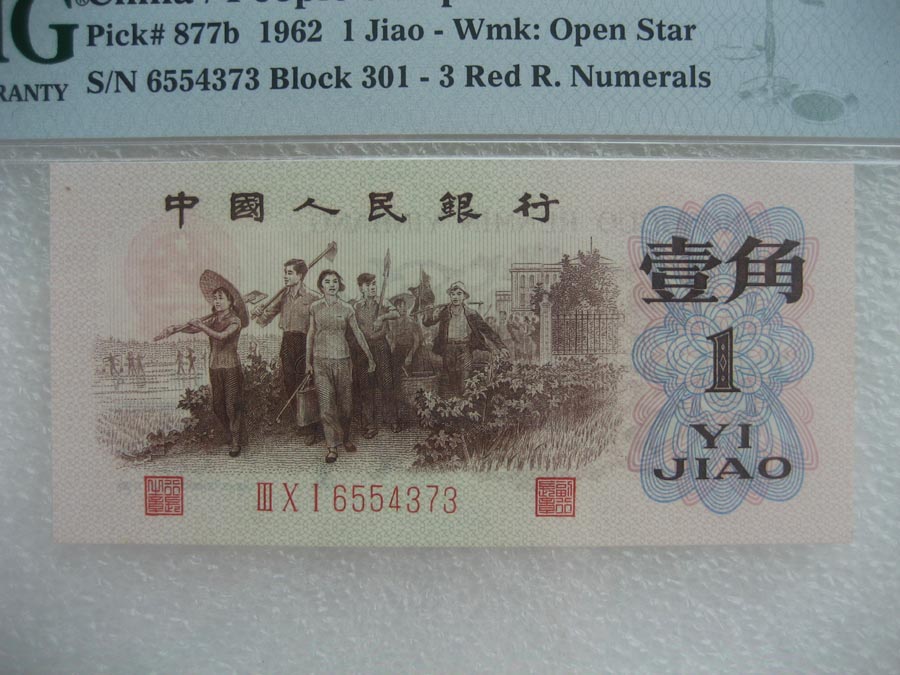 Pick# 877b 1962 1 Jiao - Wmk: Open Star
RANTY S/N 6554373 Block 301 - 3 Red R. Numerals
中國人民銀行
壹角
1
YI
JIAO
ⅢⅩⅠ6554373